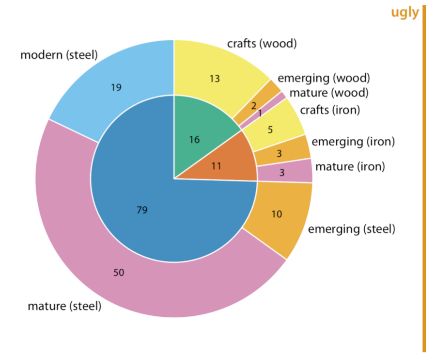 ugly
crafts (wood)
modern (steel)
13
19
emerging (wood)
mature (wood)
2
1
crafts (iron)
5
16
emerging (iron)
3
11
mature (iron)
3
79
10
emerging (steel)
50
mature (steel)